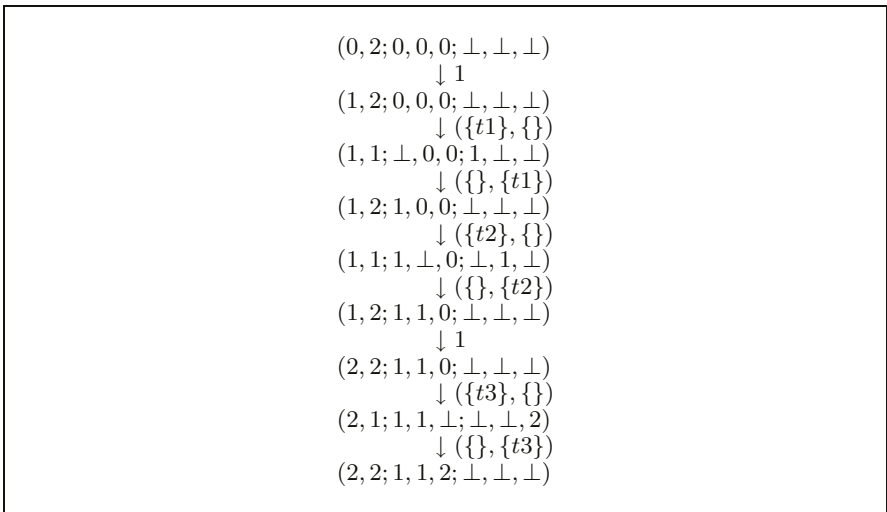 (0, 2; 0, 0, 0; ⊥, ⊥, ⊥)
↓ 1
(1, 2; 0, 0, 0; ⊥, ⊥, ⊥)
↓ ({t1}, {})
(1, 1; ⊥, 0, 0; 1, ⊥, ⊥)
↓ ({}, {t1})
(1, 2; 1, 0, 0; ⊥, ⊥, ⊥)
↓ ({t2}, {})
(1, 1; 1, ⊥, 0; ⊥, 1, ⊥)
↓ ({}, {t2})
(1, 2; 1, 1, 0; ⊥, ⊥, ⊥)
↓ 1
(2, 2; 1, 1, 0; ⊥, ⊥, ⊥)
↓ ({t3}, {})
(2, 1; 1, 1, ⊥; ⊥, ⊥, 2)
↓ ({}, {t3})
(2, 2; 1, 1, 2; ⊥, ⊥, ⊥)